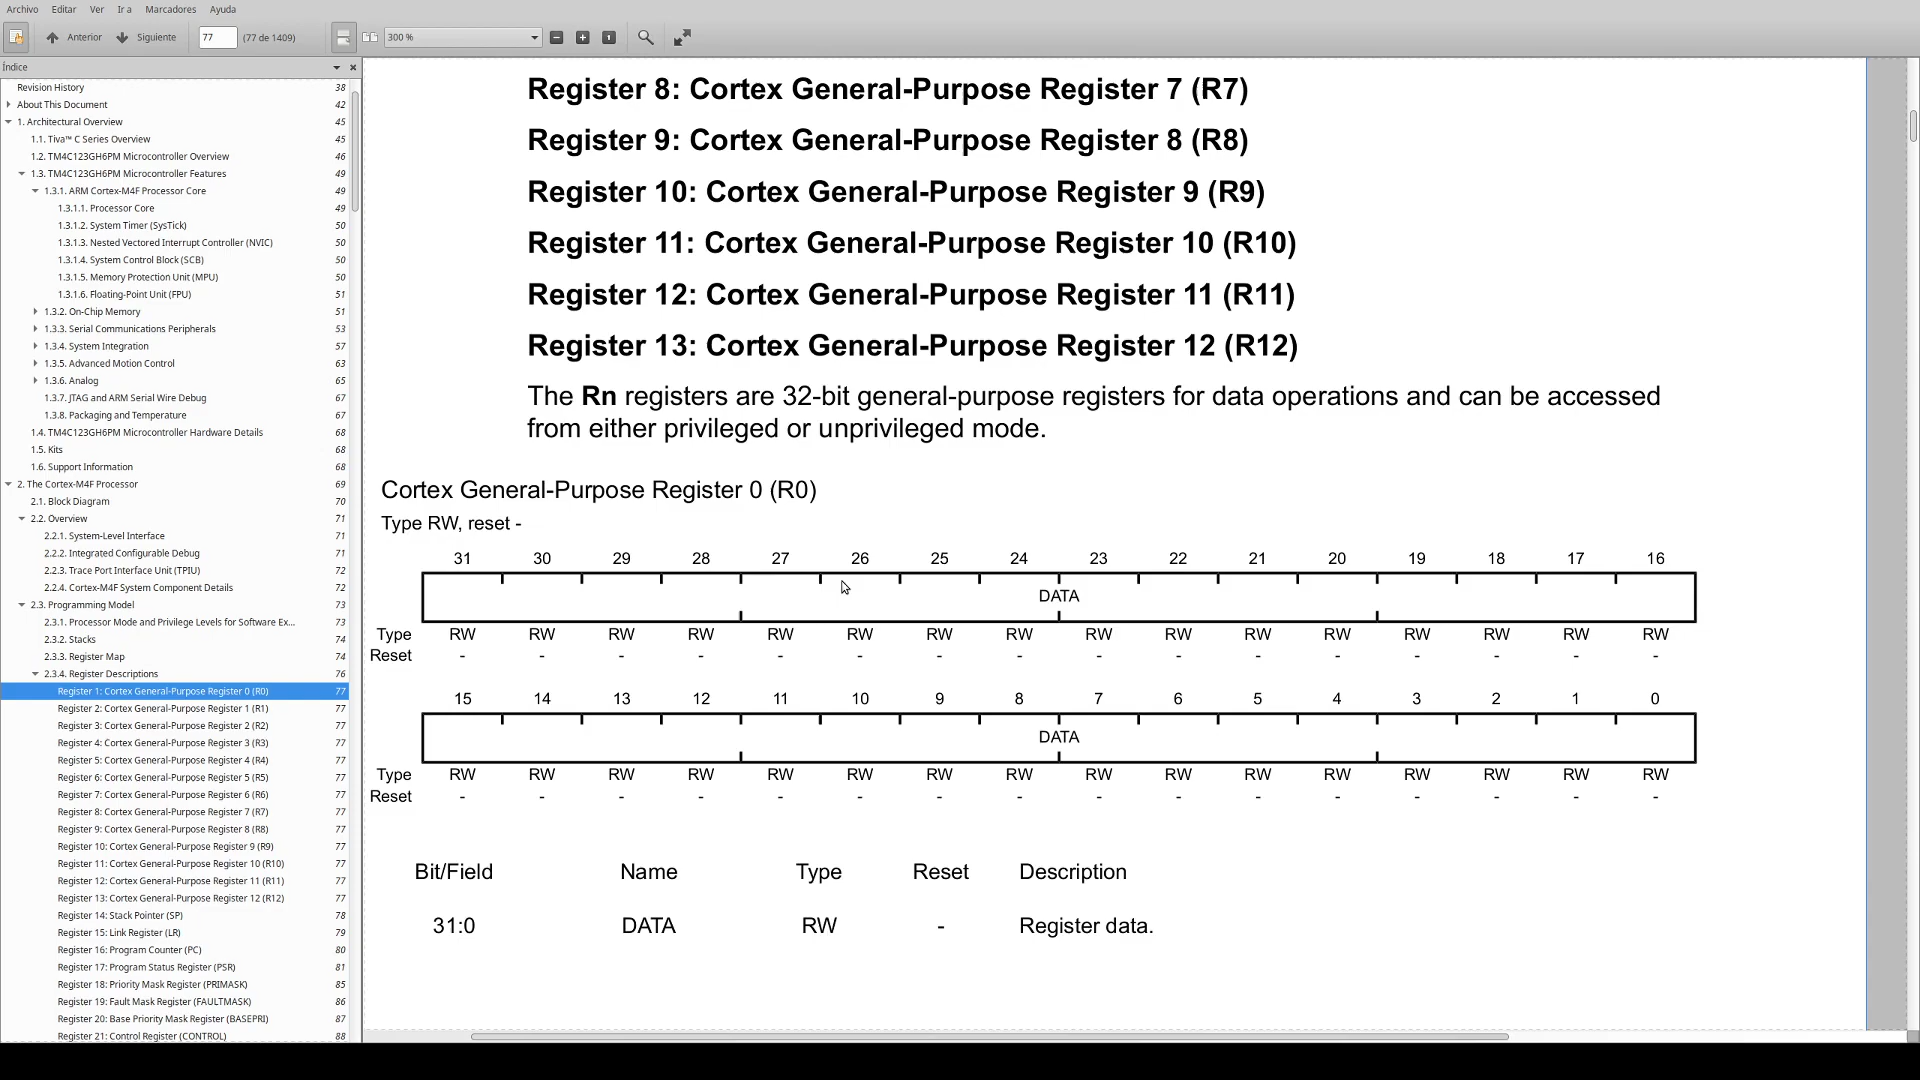 Archivo Editar Ver Ir a Marcadores Ayuda
Anterior Siguiente 77 (77 de 1409) 300 %
Índice
Revision History 38
About This Document 42
1. Architectural Overview 45
1.1. Tiva™ C Series Overview 45
1.2. TM4C123GH6PM Microcontroller Overview 46
1.3. TM4C123GH6PM Microcontroller Features 49
1.3.1. ARM Cortex-M4F Processor Core 49
1.3.1.1. Processor Core 49
1.3.1.2. System Timer (SysTick) 50
1.3.1.3. Nested Vectored Interrupt Controller (NVIC) 50
1.3.1.4. System Control Block (SCB) 50
1.3.1.5. Memory Protection Unit (MPU) 50
1.3.1.6. Floating-Point Unit (FPU) 51
1.3.2. On-Chip Memory 51
1.3.3. Serial Communications Peripherals 53
1.3.4. System Integration 57
1.3.5. Advanced Motion Control 63
1.3.6. Analog 65
1.3.7. JTAG and ARM Serial Wire Debug 67
1.3.8. Packaging and Temperature 67
1.4. TM4C123GH6PM Microcontroller Hardware Details 68
1.5. Kits 68
1.6. Support Information 68
2. The Cortex-M4F Processor 69
2.1. Block Diagram 70
2.2. Overview 71
2.2.1. System-Level Interface 71
2.2.2. Integrated Configurable Debug 71
2.2.3. Trace Port Interface Unit (TPIU) 72
2.2.4. Cortex-M4F System Component Details 72
2.3. Programming Model 73
2.3.1. Processor Mode and Privilege Levels for Software Ex... 73
2.3.2. Stacks 74
2.3.3. Register Map 74
2.3.4. Register Descriptions 76
Register 1: Cortex General-Purpose Register 0 (R0) 77
Register 2: Cortex General-Purpose Register 1 (R1) 77
Register 3: Cortex General-Purpose Register 2 (R2) 77
Register 4: Cortex General-Purpose Register 3 (R3) 77
Register 5: Cortex General-Purpose Register 4 (R4) 77
Register 6: Cortex General-Purpose Register 5 (R5) 77
Register 7: Cortex General-Purpose Register 6 (R6) 77
Register 8: Cortex General-Purpose Register 7 (R7) 77
Register 9: Cortex General-Purpose Register 8 (R8) 77
Register 10: Cortex General-Purpose Register 9 (R9) 77
Register 11: Cortex General-Purpose Register 10 (R10) 77
Register 12: Cortex General-Purpose Register 11 (R11) 77
Register 13: Cortex General-Purpose Register 12 (R12) 77
Register 14: Stack Pointer (SP) 78
Register 15: Link Register (LR) 79
Register 16: Program Counter (PC) 80
Register 17: Program Status Register (PSR) 81
Register 18: Priority Mask Register (PRIMASK) 85
Register 19: Fault Mask Register (FAULTMASK) 86
Register 20: Base Priority Mask Register (BASEPRI) 87
Register 21: Control Register (CONTROL) 88
Register 8: Cortex General-Purpose Register 7 (R7)
Register 9: Cortex General-Purpose Register 8 (R8)
Register 10: Cortex General-Purpose Register 9 (R9)
Register 11: Cortex General-Purpose Register 10 (R10)
Register 12: Cortex General-Purpose Register 11 (R11)
Register 13: Cortex General-Purpose Register 12 (R12)
The Rn registers are 32-bit general-purpose registers for data operations and can be accessed
from either privileged or unprivileged mode.
Cortex General-Purpose Register 0 (R0)
Type RW, reset -
31 30 29 28 27 26 25 24 23 22 21 20 19 18 17 16
DATA
Type RW RW RW RW RW RW RW RW RW RW RW RW RW RW RW RW
Reset - - - - - - - - - - - - - - - -
15 14 13 12 11 10 9 8 7 6 5 4 3 2 1 0
DATA
Type RW RW RW RW RW RW RW RW RW RW RW RW RW RW RW RW
Reset - - - - - - - - - - - - - - - -
Bit/Field Name Type Reset Description
31:0 DATA RW - Register data.